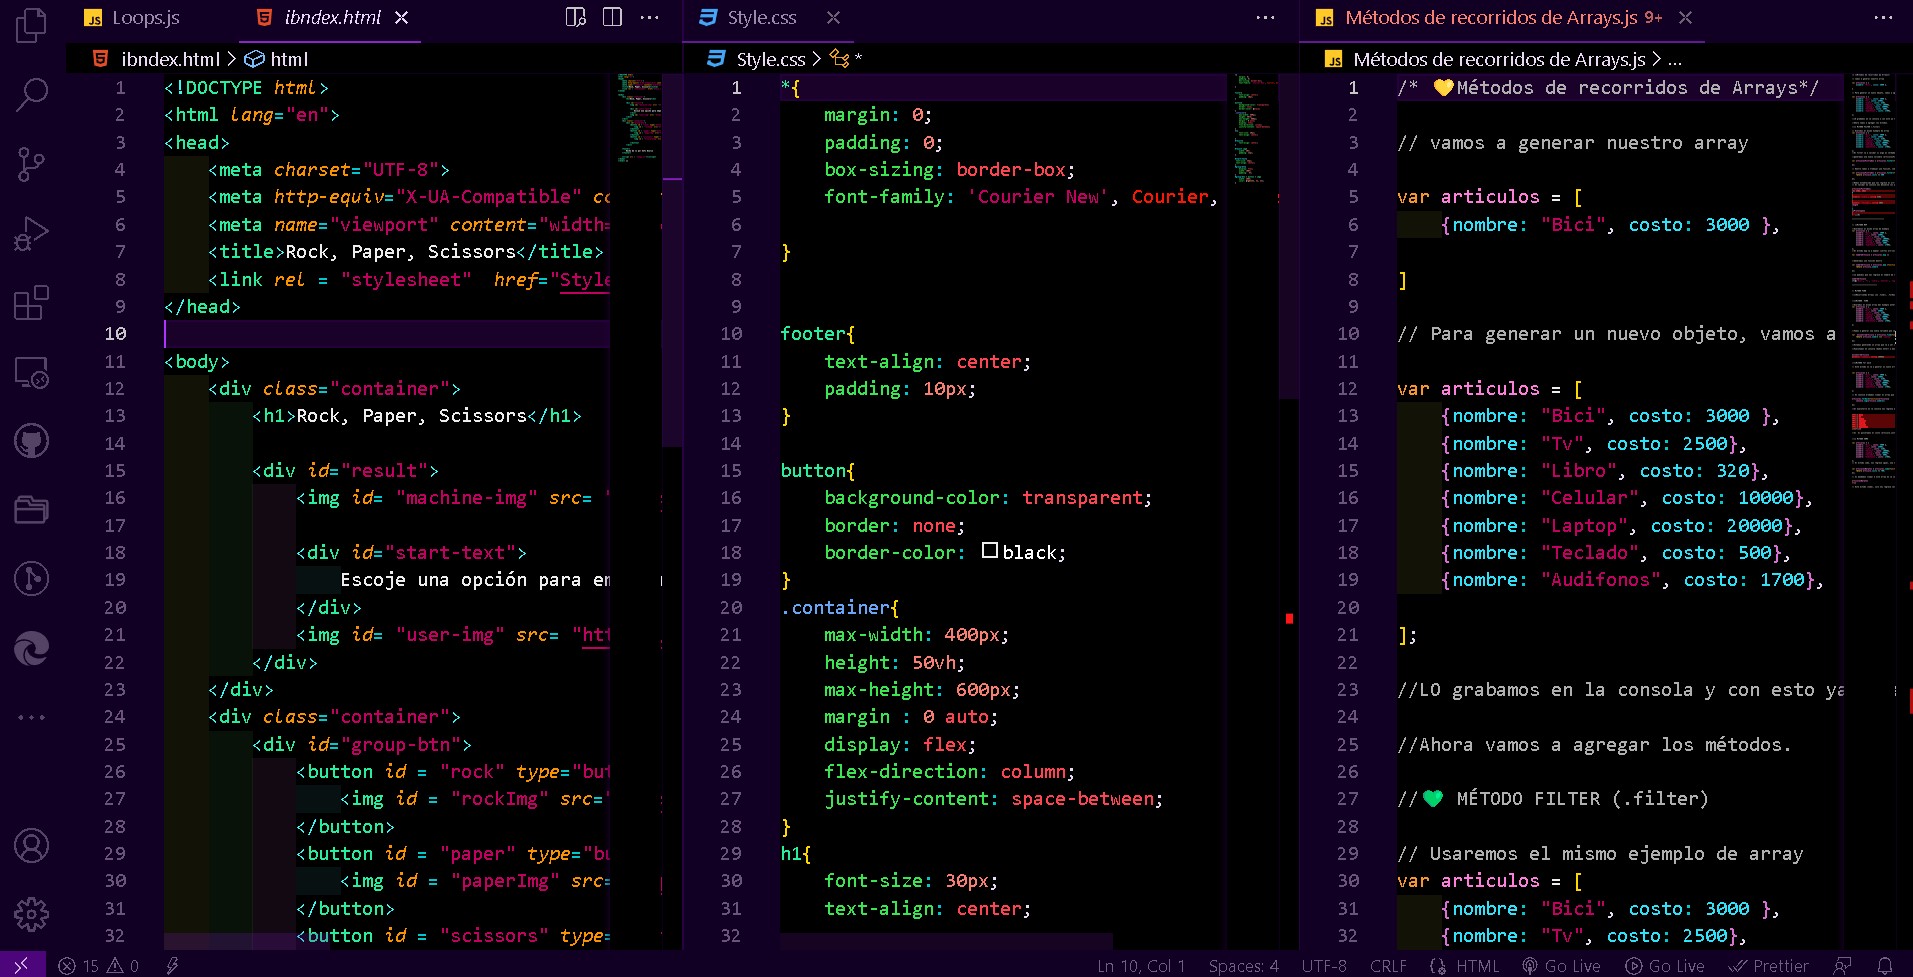 Loops.js
ibndex.html
Style.css
Métodos de recorridos de Arrays.js 9+
ibndex.html > html
1 <!DOCTYPE html>
2 <html lang="en">
3 <head>
4 <meta charset="UTF-8">
5 <meta http-equiv="X-UA-Compatible"
6 <meta name="viewport" content="width=
7 <title>Rock, Paper, Scissors</title>
8 <link rel = "stylesheet"  href="Style
9 </head>
10
11 <body>
12 <div class="container">
13 <h1>Rock, Paper, Scissors</h1>
14
15 <div id="result">
16 <img id= "machine-img" src= "
17
18 <div id="start-text">
19 Escoje una opción para
20 </div>
21 <img id= "user-img" src= "htt
22 </div>
23 </div>
24 <div class="container">
25 <div id="group-btn">
26 <button id = "rock" type="but
27 <img id = "rockImg" src="
28 </button>
29 <button id = "paper" type="bu
30 <img id = "paperImg" src=
31 </button>
32 <button id = "scissors" type=
Style.css > *
1 *{
2 margin: 0;
3 padding: 0;
4 box-sizing: border-box;
5 font-family: 'Courier New', Courier,
6
7 }
8
9
10 footer{
11 text-align: center;
12 padding: 10px;
13 }
14
15 button{
16 background-color: transparent;
17 border: none;
18 border-color: black;
19 }
20 .container{
21 max-width: 400px;
22 height: 50vh;
23 max-height: 600px;
24 margin : 0 auto;
25 display: flex;
26 flex-direction: column;
27 justify-content: space-between;
28 }
29 h1{
30 font-size: 30px;
31 text-align: center;
32
Métodos de recorridos de Arrays.js > ...
1 /* 💛Métodos de recorridos de Arrays*/
2
3 // vamos a generar nuestro array
4
5 var articulos = [
6 {nombre: "Bici", costo: 3000 },
7
8 ]
9
10 // Para generar un nuevo objeto, vamos a
11
12 var articulos = [
13 {nombre: "Bici", costo: 3000 },
14 {nombre: "Tv", costo: 2500},
15 {nombre: "Libro", costo: 320},
16 {nombre: "Celular", costo: 10000},
17 {nombre: "Laptop", costo: 20000},
18 {nombre: "Teclado", costo: 500},
19 {nombre: "Audifonos", costo: 1700},
20
21 ];
22
23 //LO grabamos en la consola y con esto ya
24
25 //Ahora vamos a agregar los métodos.
26
27 //💚 MÉTODO FILTER (.filter)
28
29 // Usaremos el mismo ejemplo de array
30 var articulos = [
31 {nombre: "Bici", costo: 3000 },
32 {nombre: "Tv", costo: 2500},
15 0 Ln 10, Col 1 Spaces: 4 UTF-8 CRLF HTML Go Live Go Live Prettier